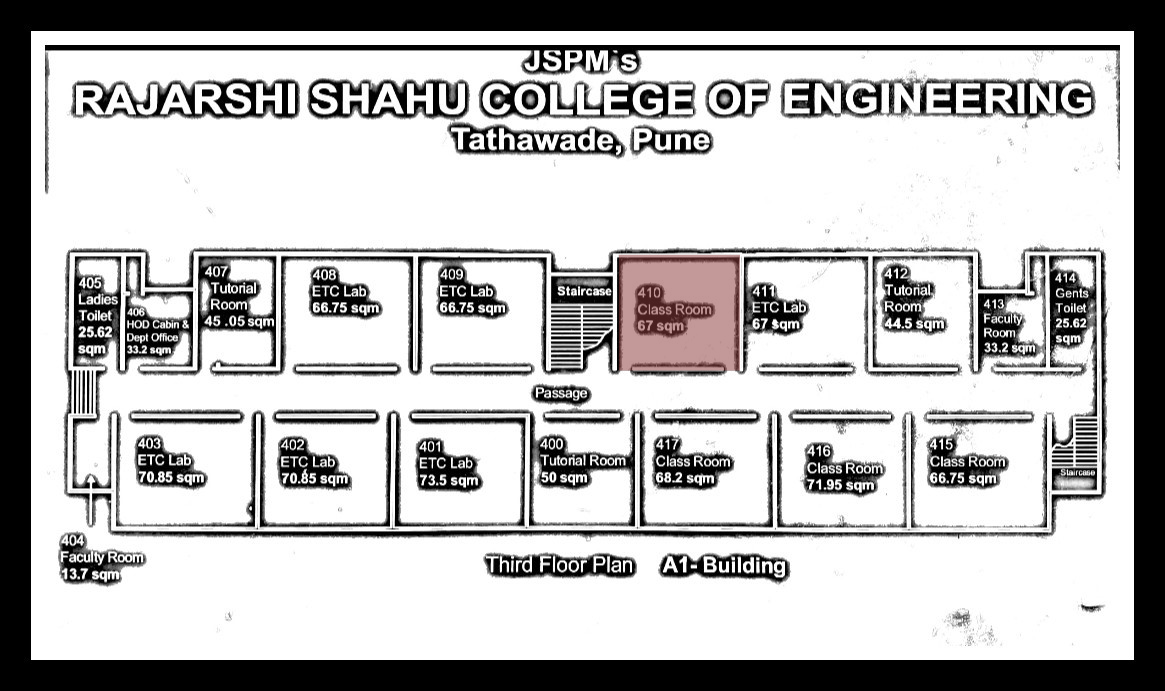 JSPM's
RAJARSHI SHAHU COLLEGE OF ENGINEERING
Tathawade, Pune
405
Ladies
Toilet
25.62
sqm
406
HOD Cabin &
Dept Office
33.2 sqm
407
Tutorial
Room
45 .05 sqm
408
ETC Lab
66.75 sqm
409
ETC Lab
66.75 sqm
Staircase
410
Class Room
67 sqm
411
ETC Lab
67 sqm
412
Tutorial
Room
44.5 sqm
413
Faculty
Room
33.2 sqm
414
Gents
Toilet
25.62
sqm
Passage
403
ETC Lab
70.85 sqm
402
ETC Lab
70.85 sqm
401
ETC Lab
73.5 sqm
400
Tutorial Room
50 sqm
417
Class Room
68.2 sqm
416
Class Room
71.95 sqm
415
Class Room
66.75 sqm
Staircase
404
Faculty Room
13.7 sqm
Third Floor Plan A1- Building